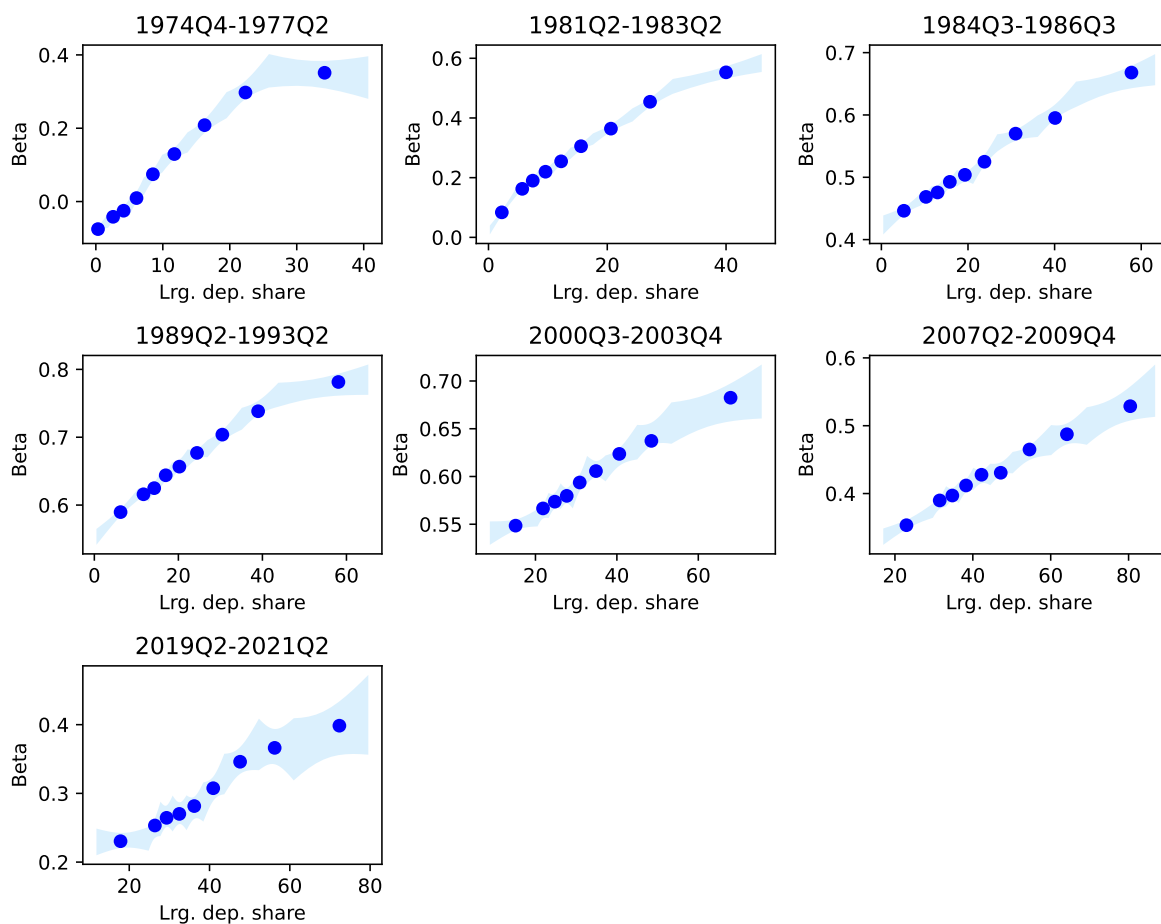 1974Q4-1977Q2
1981Q2-1983Q2
1984Q3-1986Q3
0.4
0.2
0.0
Beta
0 10 20 30 40
Lrg. dep. share
0.6
0.4
0.2
0.0
Beta
0 20 40
Lrg. dep. share
0.7
0.6
0.5
0.4
Beta
0 20 40 60
Lrg. dep. share
1989Q2-1993Q2
2000Q3-2003Q4
2007Q2-2009Q4
0.8
0.7
0.6
Beta
0 20 40 60
Lrg. dep. share
0.70
0.65
0.60
0.55
Beta
20 40 60
Lrg. dep. share
0.6
0.5
0.4
Beta
20 40 60 80
Lrg. dep. share
2019Q2-2021Q2
0.4
0.3
0.2
Beta
20 40 60 80
Lrg. dep. share